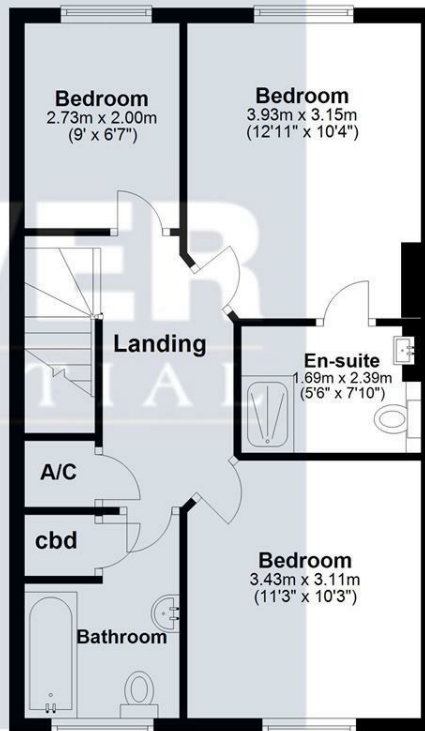 Bedroom
2.73m x 2.00m
(9' x 6'7")
Bedroom
3.93m x 3.15m
(12'11" x 10'4")
Landing
En-suite
1.69m x 2.39m
(5'6" x 7'10")
A/C
cbd
Bedroom
3.43m x 3.11m
(11'3" x 10'3")
Bathroom